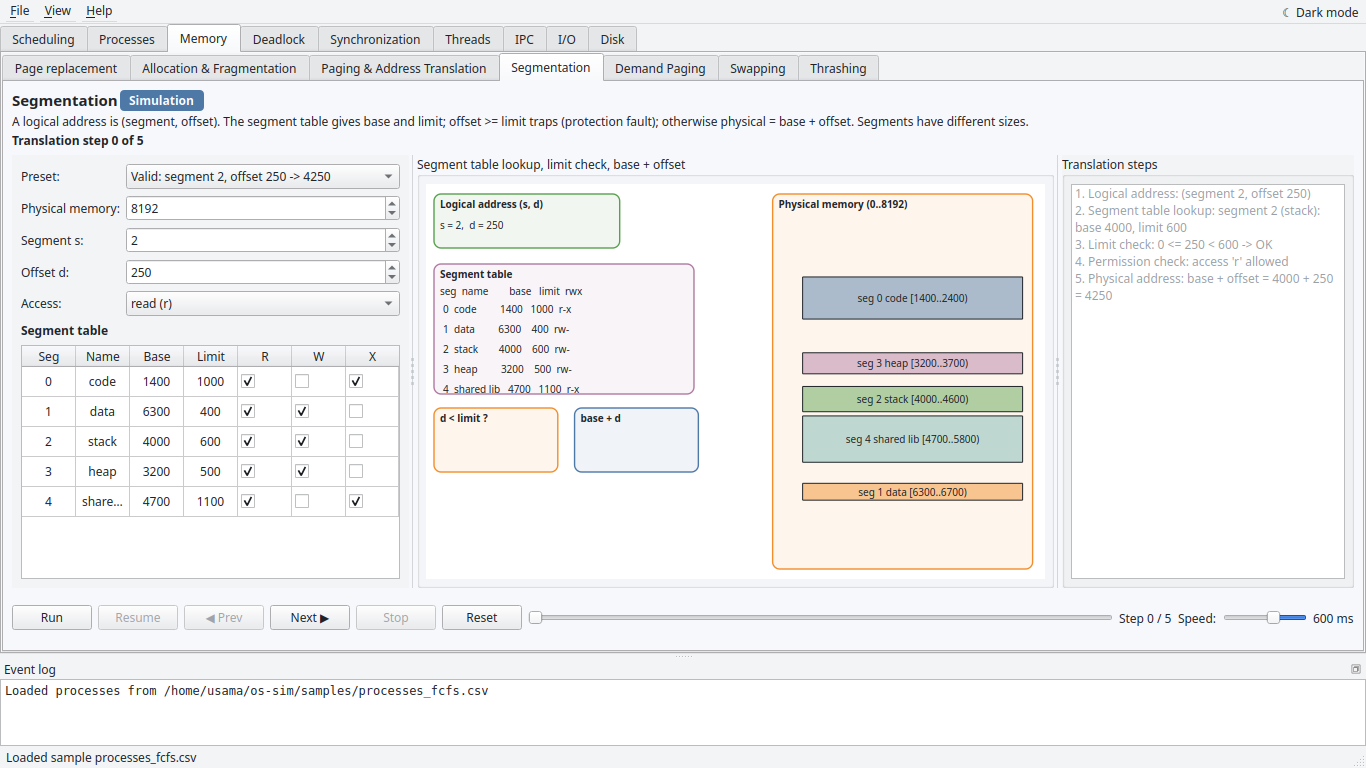 File View Help
☾ Dark mode
Scheduling Processes Memory Deadlock Synchronization Threads IPC I/O Disk
Page replacement Allocation & Fragmentation Paging & Address Translation Segmentation Demand Paging Swapping Thrashing
Segmentation Simulation
A logical address is (segment, offset). The segment table gives base and limit; offset >= limit traps (protection fault); otherwise physical = base + offset. Segments have different sizes.
Translation step 0 of 5
Preset: Valid: segment 2, offset 250 -> 4250
Physical memory: 8192
Segment s: 2
Offset d: 250
Access: read (r)
Segment table
Seg Name Base Limit R W X
0 code 1400 1000 ✓ ✓
1 data 6300 400 ✓ ✓
2 stack 4000 600 ✓ ✓
3 heap 3200 500 ✓ ✓
4 share... 4700 1100 ✓ ✓
Segment table lookup, limit check, base + offset
Logical address (s, d)
s = 2, d = 250
Segment table
seg name base limit rwx
0 code 1400 1000 r-x
1 data 6300 400 rw-
2 stack 4000 600 rw-
3 heap 3200 500 rw-
4 shared lib 4700 1100 r-x
d < limit ?
base + d
Physical memory (0..8192)
seg 0 code [1400..2400)
seg 3 heap [3200..3700)
seg 2 stack [4000..4600)
seg 4 shared lib [4700..5800)
seg 1 data [6300..6700)
Translation steps
1. Logical address: (segment 2, offset 250)
2. Segment table lookup: segment 2 (stack):
base 4000, limit 600
3. Limit check: 0 <= 250 < 600 -> OK
4. Permission check: access 'r' allowed
5. Physical address: base + offset = 4000 + 250
= 4250
Run Resume ◀ Prev Next ▶ Stop Reset Step 0 / 5 Speed: 600 ms
Event log
Loaded processes from /home/usama/os-sim/samples/processes_fcfs.csv
Loaded sample processes_fcfs.csv